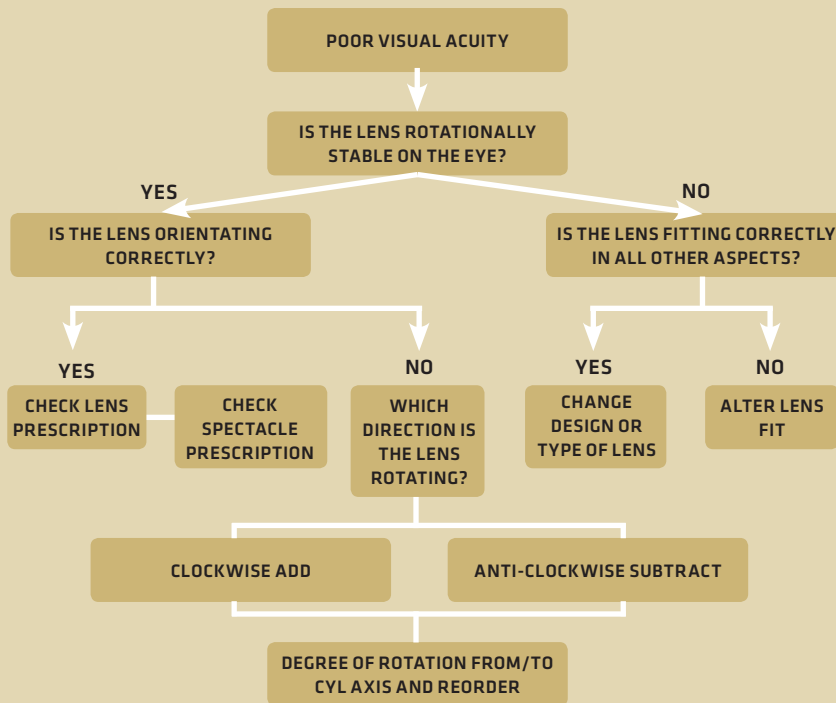 POOR VISUAL ACUITY
IS THE LENS ROTATIONALLY
STABLE ON THE EYE?
YES
NO
IS THE LENS ORIENTATING
CORRECTLY?
IS THE LENS FITTING CORRECTLY
IN ALL OTHER ASPECTS?
YES
NO
YES
NO
CHECK LENS
PRESCRIPTION
CHECK
SPECTACLE
PRESCRIPTION
WHICH
DIRECTION IS
THE LENS
ROTATING?
CHANGE
DESIGN OR
TYPE OF LENS
ALTER LENS
FIT
CLOCKWISE ADD
ANTI-CLOCKWISE SUBTRACT
DEGREE OF ROTATION FROM/TO
CYL AXIS AND REORDER